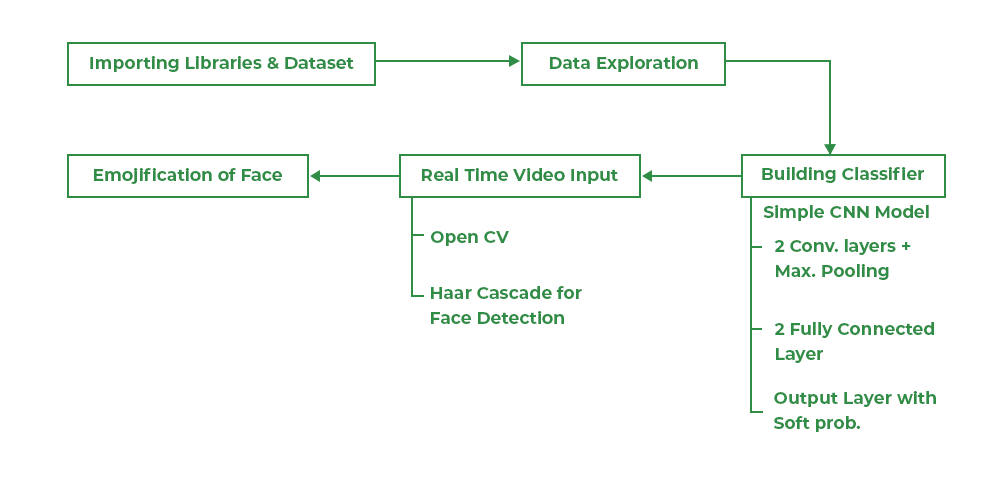 Importing Libraries & Dataset
Data Exploration
Emojification of Face
Real Time Video Input
Building Classifier
Simple CNN Model
Open CV
2 Conv. layers +
Max. Pooling
Haar Cascade for
Face Detection
2 Fully Connected
Layer
Output Layer with
Soft prob.